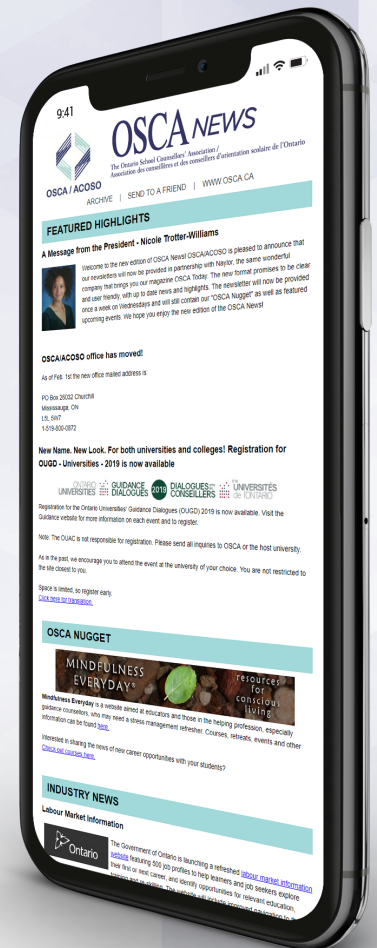 9:41
OSCA NEWS
The Ontario School Counsellors' Association /
Association des conseillères et des conseillers d'orientation scolaire de l'Ontario
OSCA / ACOSO
ARCHIVE | SEND TO A FRIEND | WWW.OSCA.CA
FEATURED HIGHLIGHTS
A Message from the President - Nicole Trotter-Williams
Welcome to the new edition of OSCA News! OSCA/ACOSO is pleased to announce that
our newsletters will now be provided in partnership with Naylor, the same wonderful
company that brings you our magazine OSCA Today. The new format promises to be clear
and user friendly, with up to date news and highlights. The newsletter will now be provided
once a week on Wednesdays and will still contain our "OSCA Nugget" as well as featured
upcoming events. We hope you enjoy the new edition of the OSCA News!
OSCA/ACOSO office has moved!
As of Feb. 1st the new office mailed address is:
PO Box 26032 Churchill
Mississauga, ON
L5L 5W7
1-519-800-0872
New Name. New Look. For both universities and colleges! Registration for
OUGD - Universities - 2019 is now available
ONTARIO UNIVERSITIES' GUIDANCE DIALOGUES 2019 DIALOGUES CONSEILLERS UNIVERSITÉS de l'ONTARIO
Registration for the Ontario Universities' Guidance Dialogues (OUGD) 2019 is now available. Visit the
Guidance website for more information on each event and to register.
Note: The OUAC is not responsible for registration. Please send all inquiries to OSCA or the host university.
As in the past, we encourage you to attend the event at the university of your choice. You are not restricted to
the site closest to you.
Space is limited, so register early.
Click here for translation.
OSCA NUGGET
MINDFULNESS
EVERYDAY®
resources
for
conscious
living
Mindfulness Everyday is a website aimed at educators and those in the helping profession, especially
guidance counsellors, who may need a stress management refresher. Courses, retreats, events and other
information can be found here.
Interested in sharing the news of new career opportunities with your students?
Check out courses here.
INDUSTRY NEWS
Labour Market Information
Ontario
The Government of Ontario is launching a refreshed labour market information
website featuring 500 job profiles to help learners and job seekers explore
their first or next career, and identify opportunities for relevant education,
training and re-skilling. The website will include improved navigation to